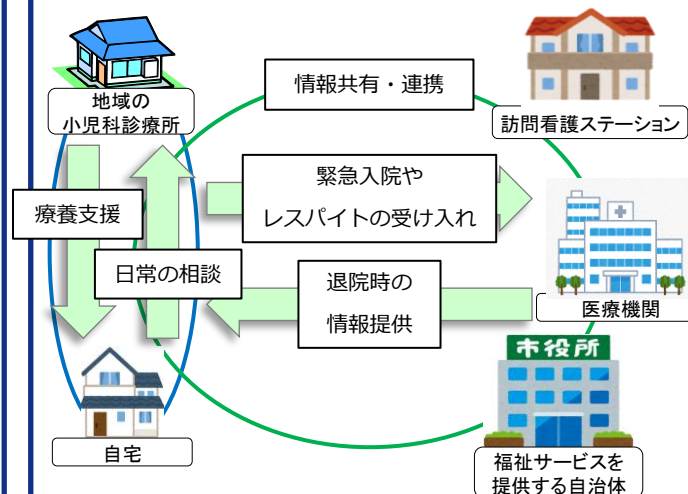 地域の
小児科診療所
情報共有・連携
訪問看護ステーション
療養支援
緊急入院や
レスパイトの受け入れ
日常の相談
退院時の
情報提供
医療機関
市役所
自宅
福祉サービスを
提供する自治体